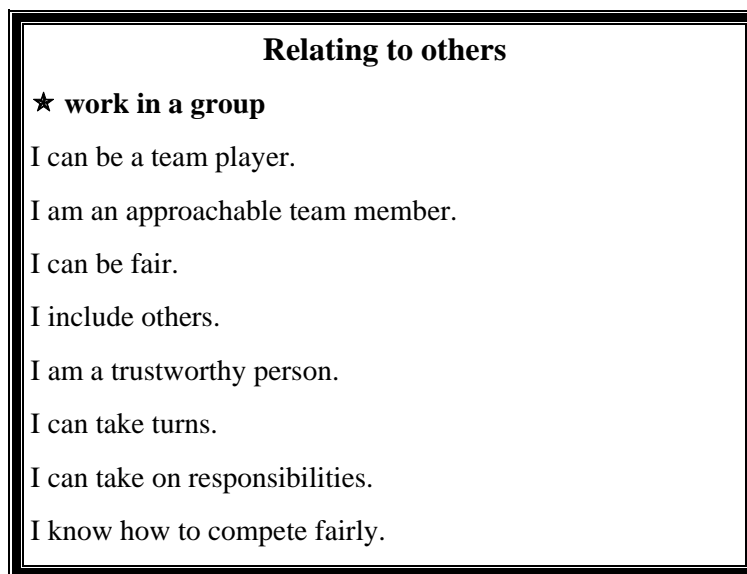 Relating to others
★ work in a group
I can be a team player.
I am an approachable team member.
I can be fair.
I include others.
I am a trustworthy person.
I can take turns.
I can take on responsibilities.
I know how to compete fairly.